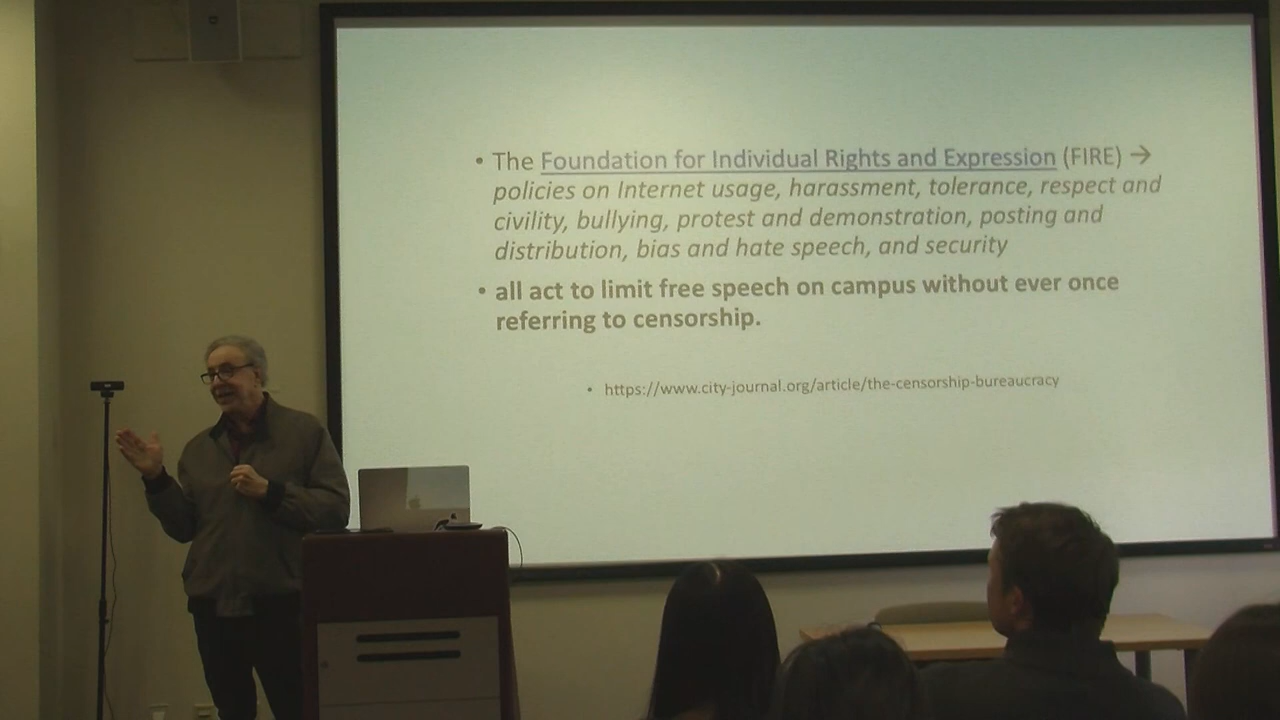 • The Foundation for Individual Rights and Expression (FIRE) →
policies on Internet usage, harassment, tolerance, respect and
civility, bullying, protest and demonstration, posting and
distribution, bias and hate speech, and security
• all act to limit free speech on campus without ever once
referring to censorship.
• https://www.city-journal.org/article/the-censorship-bureaucracy